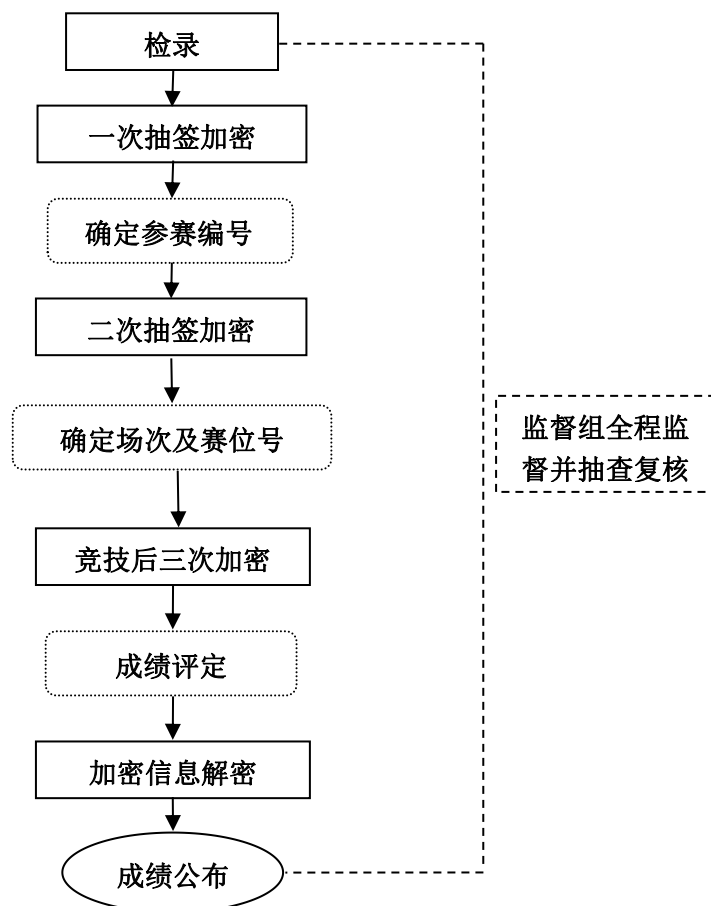 检录
一次抽签加密
确定参赛编号
二次抽签加密
确定场次及赛位号
竞技后三次加密
成绩评定
加密信息解密
成绩公布
监督组全程监
督并抽查复核